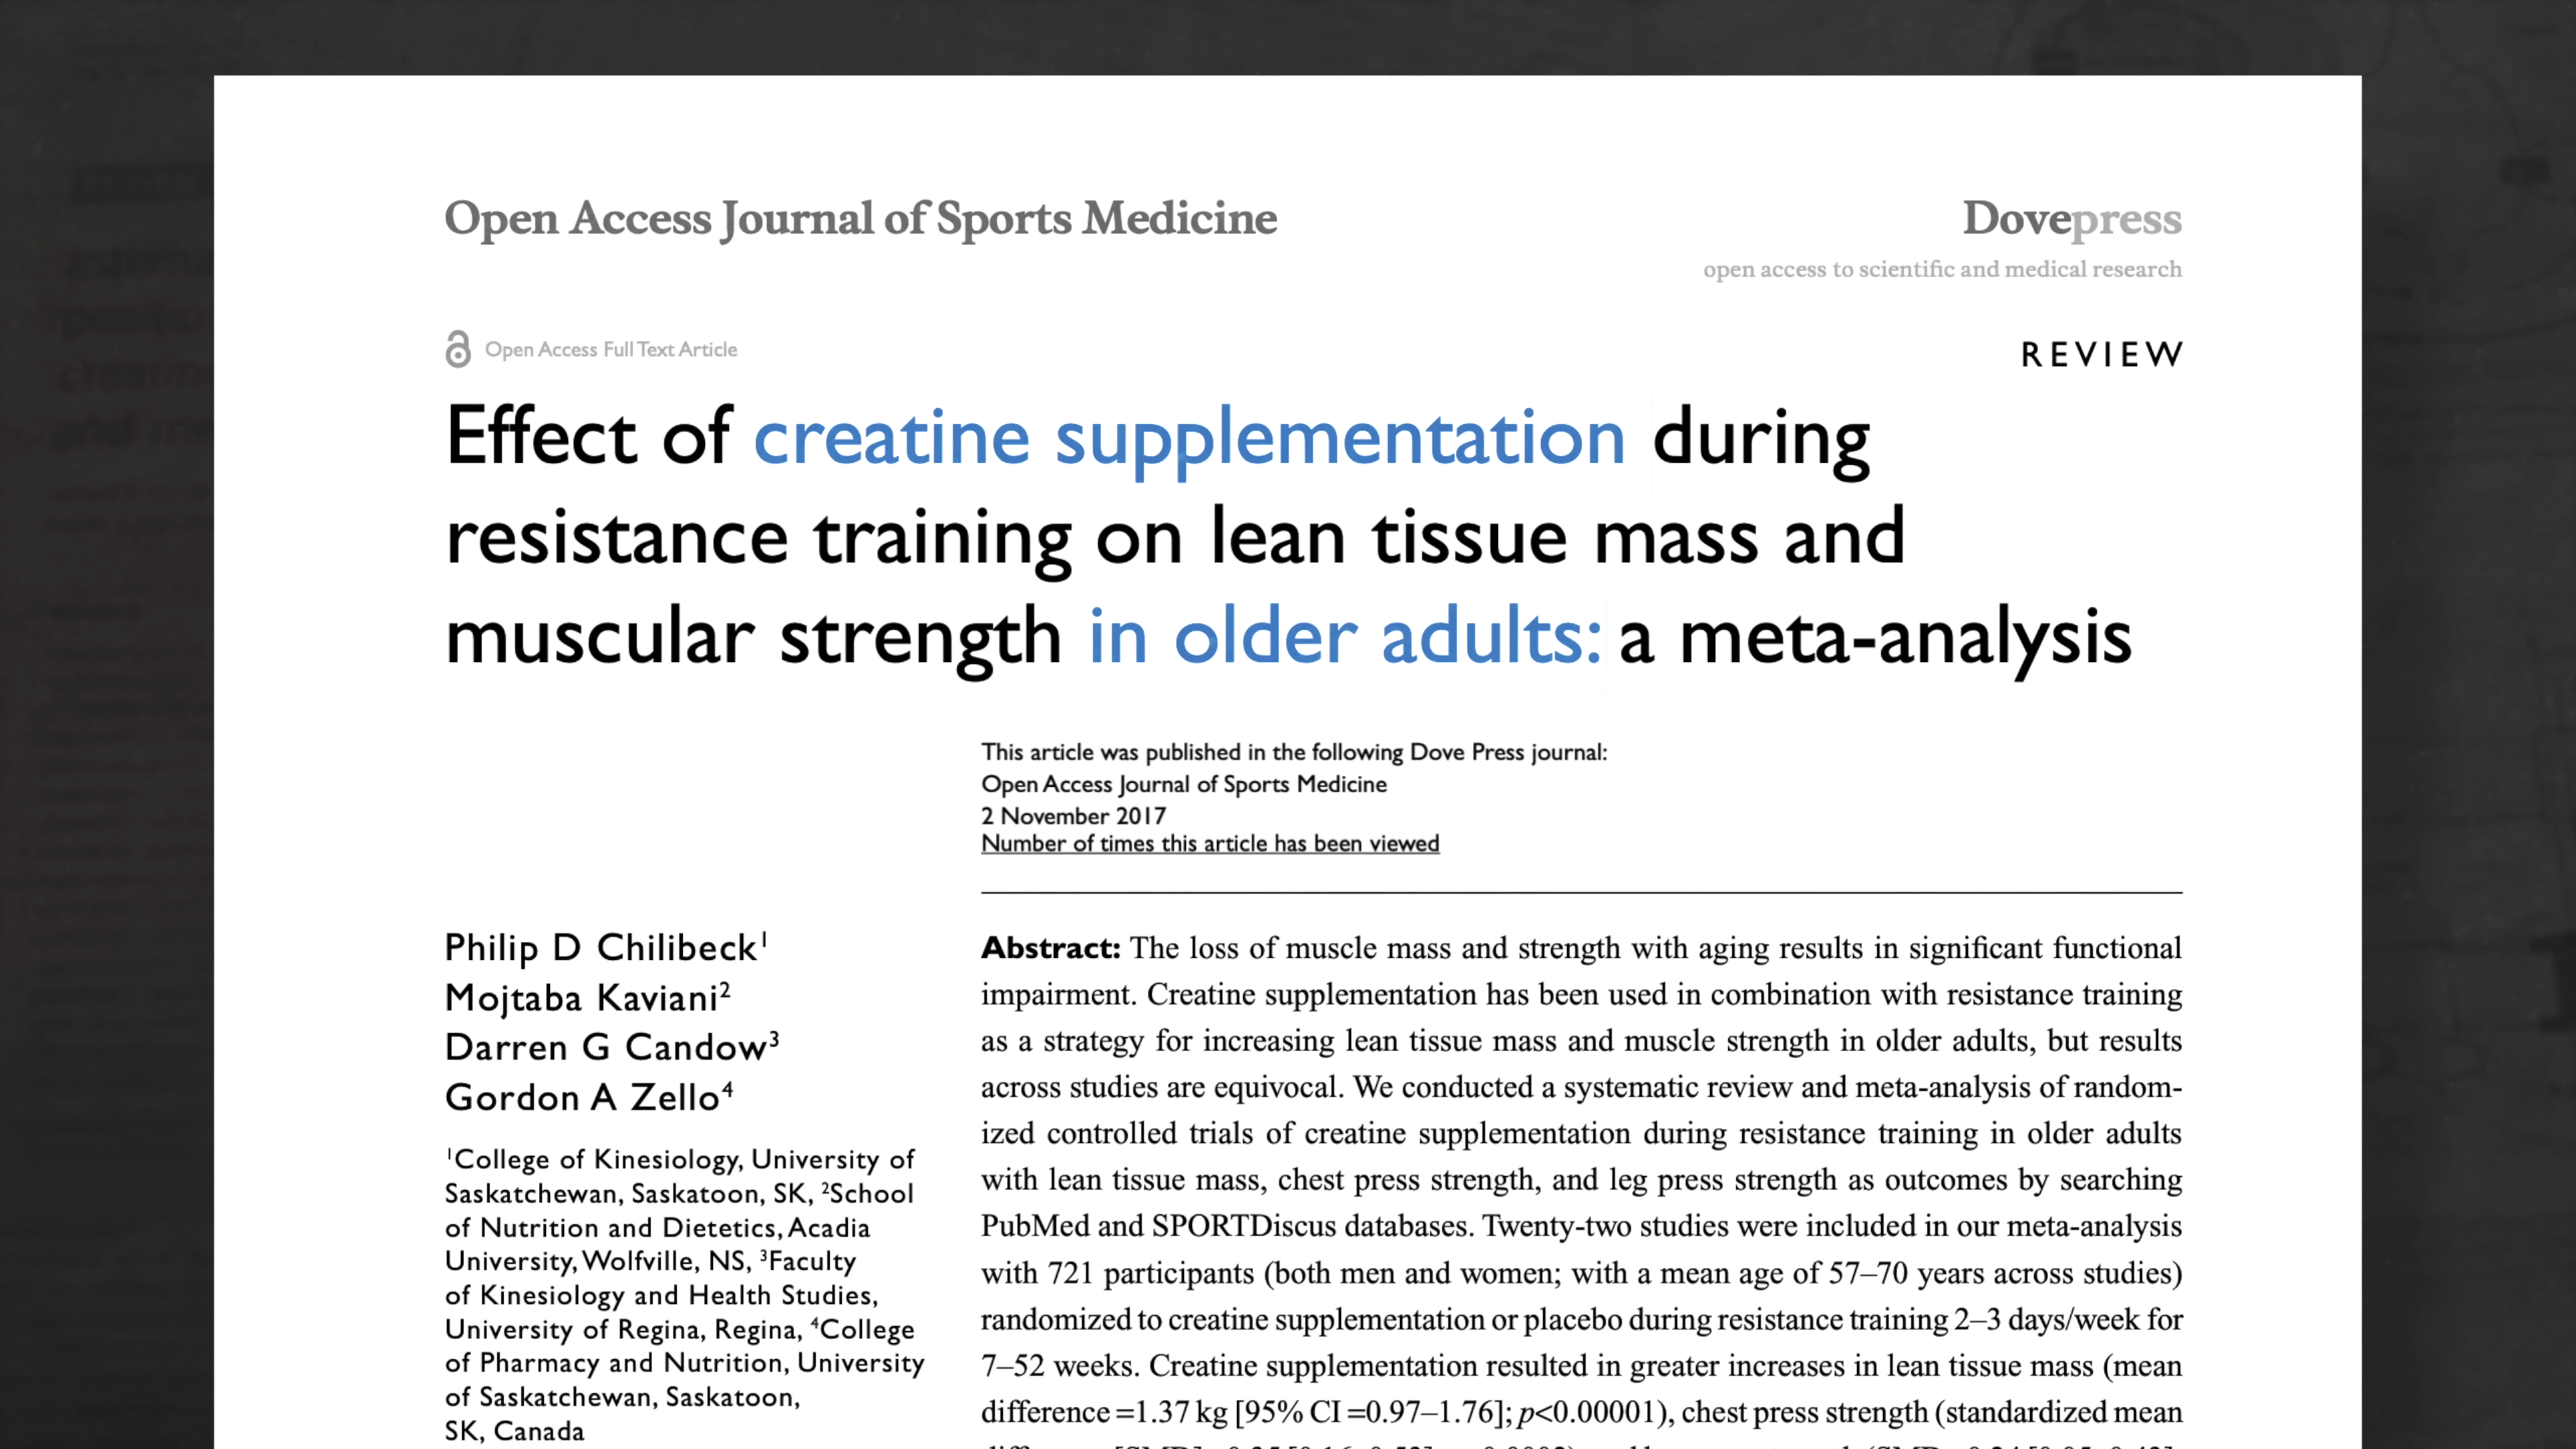 Open Access Journal of Sports Medicine
Dovepress
open access to scientific and medical research
Open Access Full Text Article
REVIEW
Effect of creatine supplementation during
resistance training on lean tissue mass and
muscular strength in older adults: a meta-analysis
This article was published in the following Dove Press journal:
Open Access Journal of Sports Medicine
2 November 2017
Number of times this article has been viewed
Philip D Chilibeck¹
Mojtaba Kaviani²
Darren G Candow³
Gordon A Zello⁴
¹College of Kinesiology, University of
Saskatchewan, Saskatoon, SK, ²School
of Nutrition and Dietetics, Acadia
University, Wolfville, NS, ³Faculty
of Kinesiology and Health Studies,
University of Regina, Regina, ⁴College
of Pharmacy and Nutrition, University
of Saskatchewan, Saskatoon,
SK, Canada
Abstract: The loss of muscle mass and strength with aging results in significant functional
impairment. Creatine supplementation has been used in combination with resistance training
as a strategy for increasing lean tissue mass and muscle strength in older adults, but results
across studies are equivocal. We conducted a systematic review and meta-analysis of random-
ized controlled trials of creatine supplementation during resistance training in older adults
with lean tissue mass, chest press strength, and leg press strength as outcomes by searching
PubMed and SPORTDiscus databases. Twenty-two studies were included in our meta-analysis
with 721 participants (both men and women; with a mean age of 57–70 years across studies)
randomized to creatine supplementation or placebo during resistance training 2–3 days/week for
7–52 weeks. Creatine supplementation resulted in greater increases in lean tissue mass (mean
difference =1.37 kg [95% CI =0.97–1.76]; p<0.00001), chest press strength (standardized mean